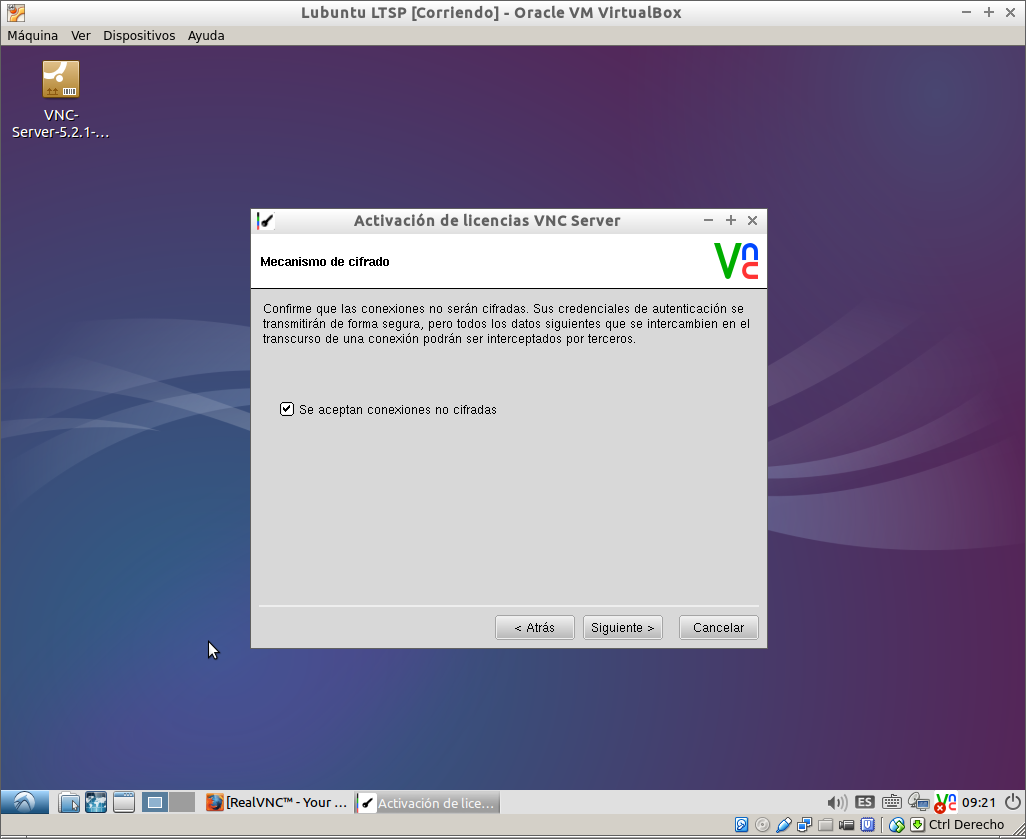 Lubuntu LTSP [Corriendo] - Oracle VM VirtualBox
Máquina Ver Dispositivos Ayuda
VNC-
Server-5.2.1-...
Activación de licencias VNC Server
Mecanismo de cifrado
Vnc
Confirme que las conexiones no serán cifradas. Sus credenciales de autenticación se
transmitirán de forma segura, pero todos los datos siguientes que se intercambien en el
transcurso de una conexión podrán ser interceptados por terceros.
Se aceptan conexiones no cifradas
< Atrás Siguiente > Cancelar
[RealVNC™ - Your ... Activación de lice... ES Vnc 09:21
Ctrl Derecho